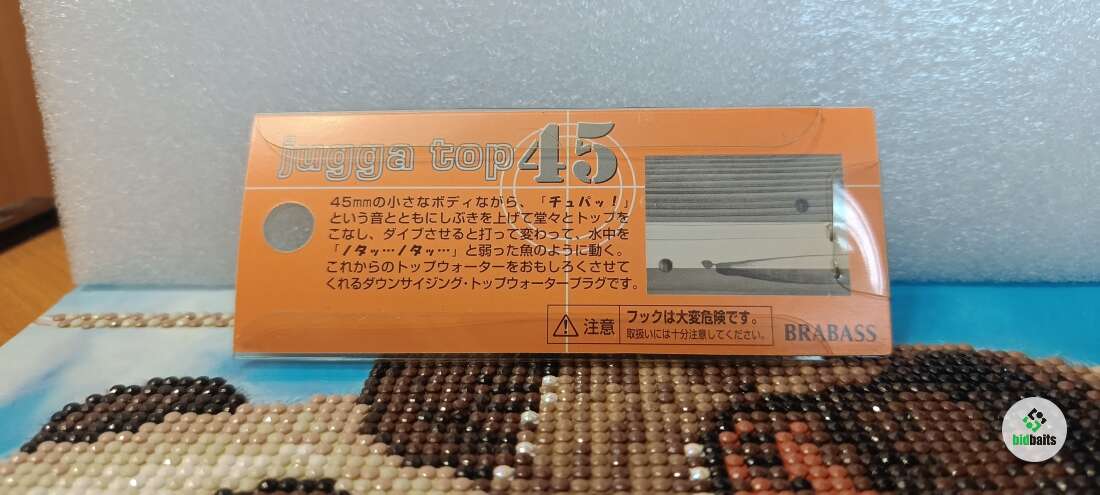 jugga top 45
45mmの小さなボディながら、「チュパッ!」
という音とともにしぶきを上げて堂々とトップを
こなし、ダイブさせると打って変わって、水中を
「パタッ…パタッ…」と弱った魚のように動く。
これからのトップウォーターをおもしろくさせて
くれるダウンサイジング・トップウォータープラグです。
注意
フックは大変危険です。
取扱いには十分注意してください。
BRABASS
bidbaits